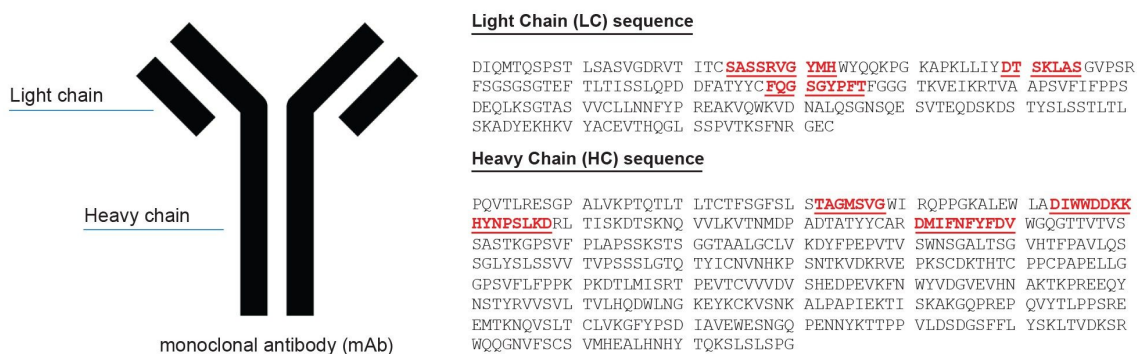 Light chain
Heavy chain
monoclonal antibody (mAb)
Light Chain (LC) sequence
DIQMTQSPST LSASVGDRVT ITCSASSRVG YMHWYQQKPG KAPKLLIYDT SKLASGVPSR
FSGSGSGTEF TLTISSLQPD DFATYYCFQG SGYPFTFGGG TKVEIKRTVA APSVFIFPPS
DEQLKSGTAS VVCLLNNFYP REAKVQWKVD NALQSGNSQE SVTEQDSKDS TYSLSSTLTL
SKADYEKHKV YACEVTHQGL SSPVTKSFNR GEC
Heavy Chain (HC) sequence
PQVTLRESGP ALVKPTQTLT LTCTFSGFSL STAGMSVGWI RQPPGKALEW LADIWWDDKK
HYNPSLKDRL TISKDTSKNQ VVLKVTNMDP ADTATYYCAR DMIFNFYFDV WGQGTTVTVS
SASTKGPSVF PLAPSSKSTS GGTAALGCLV KDYFPEPVTV SWNSGALTSG VHTFPAVLQS
SGLYSLSSVV TVPSSSLGTQ TYICNVNHKP SNTKVDKRVE PKSCDKTHTC PPCPAPELLG
GPSVFLFPPK PKDTLMISRT PEVTCVVVDV SHEDPEVKFN WYVDGVEVHN AKTKPREEQY
NSTYRVVSVL TVLHQDWLNG KEYKCKVSNK ALPAPIEKTI SKAKGQPREP QVYTLPPSRE
EMTKNQVSLT CLVKGFYPSD IAVEWESNGQ PENNYKTTPP VLDSDGSFFL YSKLTVDKSR
WQQGNVFSCS VMHEALHNHY TQKSLSLSPG